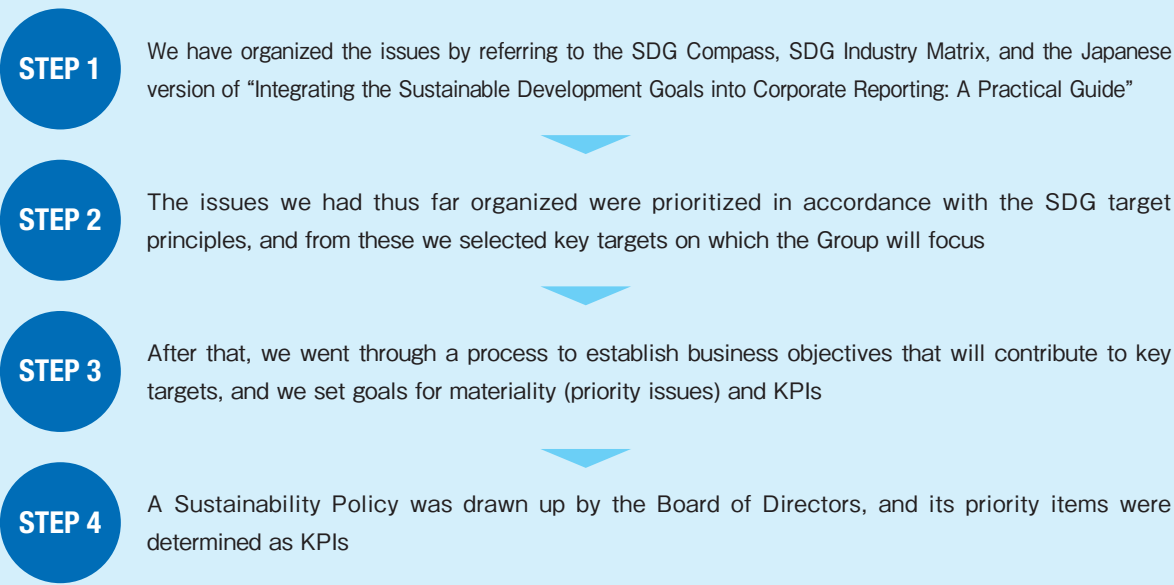 STEP 1
We have organized the issues by referring to the SDG Compass, SDG Industry Matrix, and the Japanese
version of “Integrating the Sustainable Development Goals into Corporate Reporting: A Practical Guide”
STEP 2
The issues we had thus far organized were prioritized in accordance with the SDG target
principles, and from these we selected key targets on which the Group will focus
STEP 3
After that, we went through a process to establish business objectives that will contribute to key
targets, and we set goals for materiality (priority issues) and KPIs
STEP 4
A Sustainability Policy was drawn up by the Board of Directors, and its priority items were
determined as KPIs